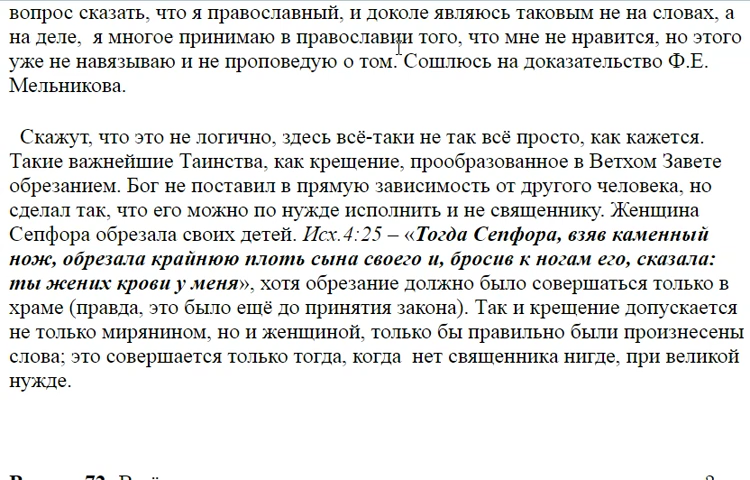 вопрос сказать, что я православный, и доколе являюсь таковым не на словах, а
на деле,  я многое принимаю в православии того, что мне не нравится, но этого
уже не навязываю и не проповедую о том. Сошлюсь на доказательство Ф.Е.
Мельникова.
Скажут, что это не логично, здесь всё-таки не так всё просто, как кажется.
Такие важнейшие Таинства, как крещение, прообразованное в Ветхом Завете
обрезанием. Бог не поставил в прямую зависимость от другого человека, но
сделал так, что его можно по нужде исполнить и не священнику. Женщина
Сепфора обрезала своих детей. Исх.4:25 – «Тогда Сепфора, взяв каменный
нож, обрезала крайнюю плоть сына своего и, бросив к ногам его, сказала:
ты жених крови у меня», хотя обрезание должно было совершаться только в
храме (правда, это было ещё до принятия закона). Так и крещение допускается
не только мирянином, но и женщиной, только бы правильно были произнесены
слова; это совершается только тогда, когда  нет священника нигде, при великой
нужде.